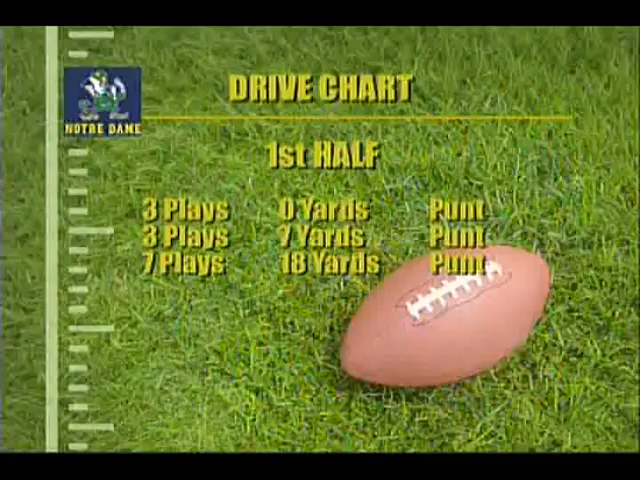 DRIVE CHART
NOTRE DAME
1st HALF
3 Plays 0 Yards Punt
3 Plays 7 Yards Punt
7 Plays 18 Yards Punt